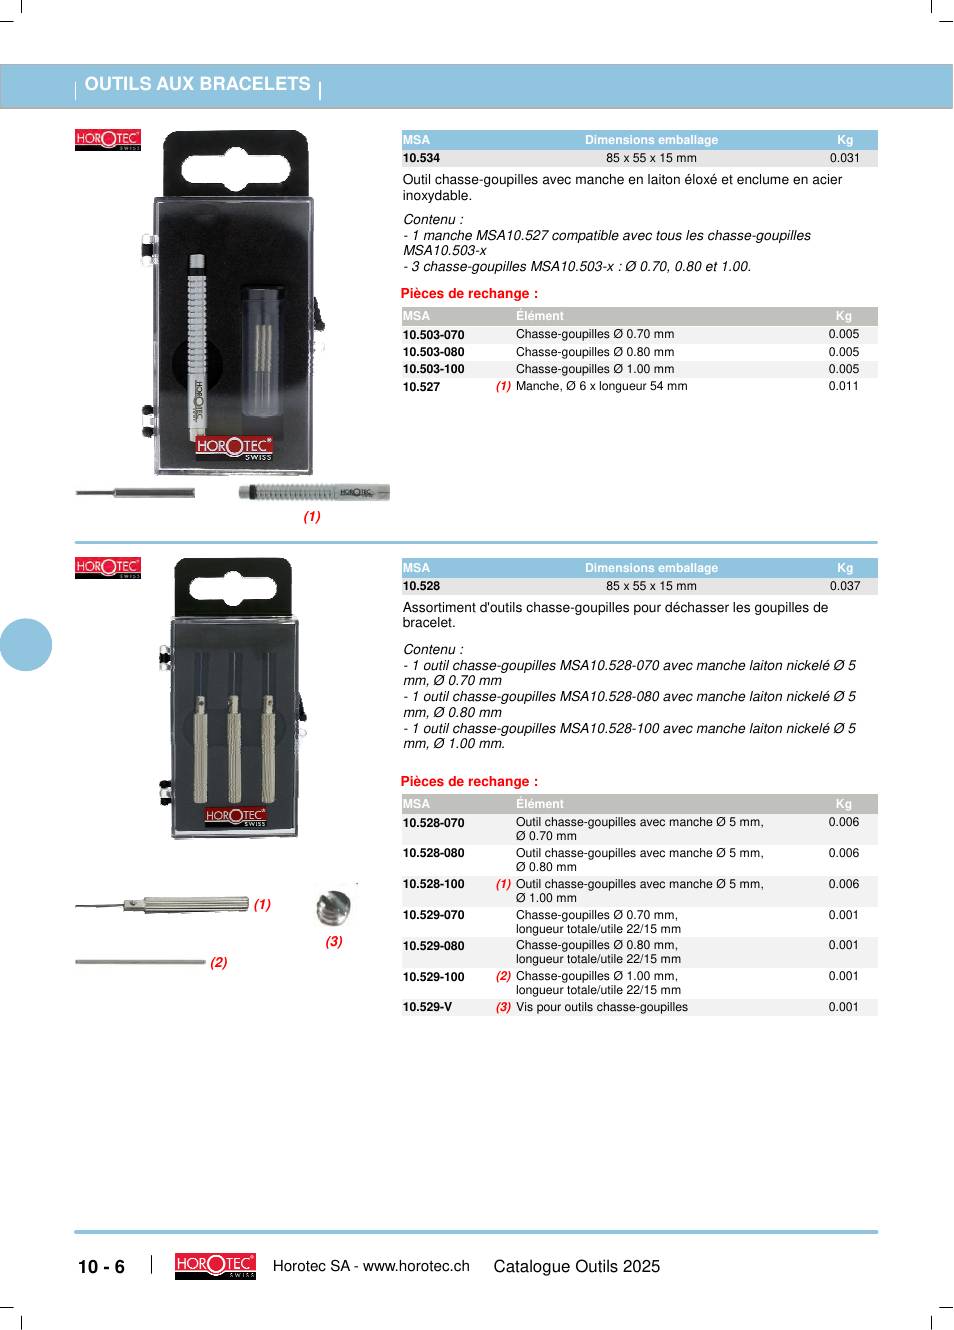 OUTILS AUX BRACELETS
HOROTEC®
SWISS
MSA Dimensions emballage Kg
10.534 85 x 55 x 15 mm 0.031
Outil chasse-goupilles avec manche en laiton éloxé et enclume en acier
inoxydable.
Contenu :
- 1 manche MSA10.527 compatible avec tous les chasse-goupilles
MSA10.503-x
- 3 chasse-goupilles MSA10.503-x : Ø 0.70, 0.80 et 1.00.
Pièces de rechange :
MSA Élément Kg
10.503-070 Chasse-goupilles Ø 0.70 mm 0.005
10.503-080 Chasse-goupilles Ø 0.80 mm 0.005
10.503-100 Chasse-goupilles Ø 1.00 mm 0.005
10.527 (1) Manche, Ø 6 x longueur 54 mm 0.011
HOROTEC
HOROTEC®
SWISS
HOROTEC
(1)
HOROTEC®
SWISS
MSA Dimensions emballage Kg
10.528 85 x 55 x 15 mm 0.037
Assortiment d'outils chasse-goupilles pour déchasser les goupilles de
bracelet.
Contenu :
- 1 outil chasse-goupilles MSA10.528-070 avec manche laiton nickelé Ø 5
mm, Ø 0.70 mm
- 1 outil chasse-goupilles MSA10.528-080 avec manche laiton nickelé Ø 5
mm, Ø 0.80 mm
- 1 outil chasse-goupilles MSA10.528-100 avec manche laiton nickelé Ø 5
mm, Ø 1.00 mm.
HOROTEC®
SWISS
Pièces de rechange :
MSA Élément Kg
10.528-070 Outil chasse-goupilles avec manche Ø 5 mm, 0.006
Ø 0.70 mm
10.528-080 Outil chasse-goupilles avec manche Ø 5 mm, 0.006
Ø 0.80 mm
10.528-100 (1) Outil chasse-goupilles avec manche Ø 5 mm, 0.006
Ø 1.00 mm
10.529-070 Chasse-goupilles Ø 0.70 mm, 0.001
longueur totale/utile 22/15 mm
10.529-080 Chasse-goupilles Ø 0.80 mm, 0.001
longueur totale/utile 22/15 mm
10.529-100 (2) Chasse-goupilles Ø 1.00 mm, 0.001
longueur totale/utile 22/15 mm
10.529-V (3) Vis pour outils chasse-goupilles 0.001
(1)
(3)
(2)
10 - 6 HOROTEC® SWISS Horotec SA - www.horotec.ch Catalogue Outils 2025